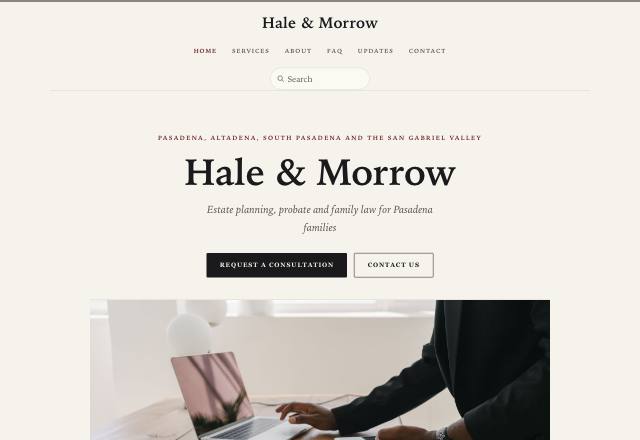 Hale & Morrow
HOME SERVICES ABOUT FAQ UPDATES CONTACT
Search
PASADENA, ALTADENA, SOUTH PASADENA AND THE SAN GABRIEL VALLEY
Hale & Morrow
Estate planning, probate and family law for Pasadena
families
REQUEST A CONSULTATION CONTACT US